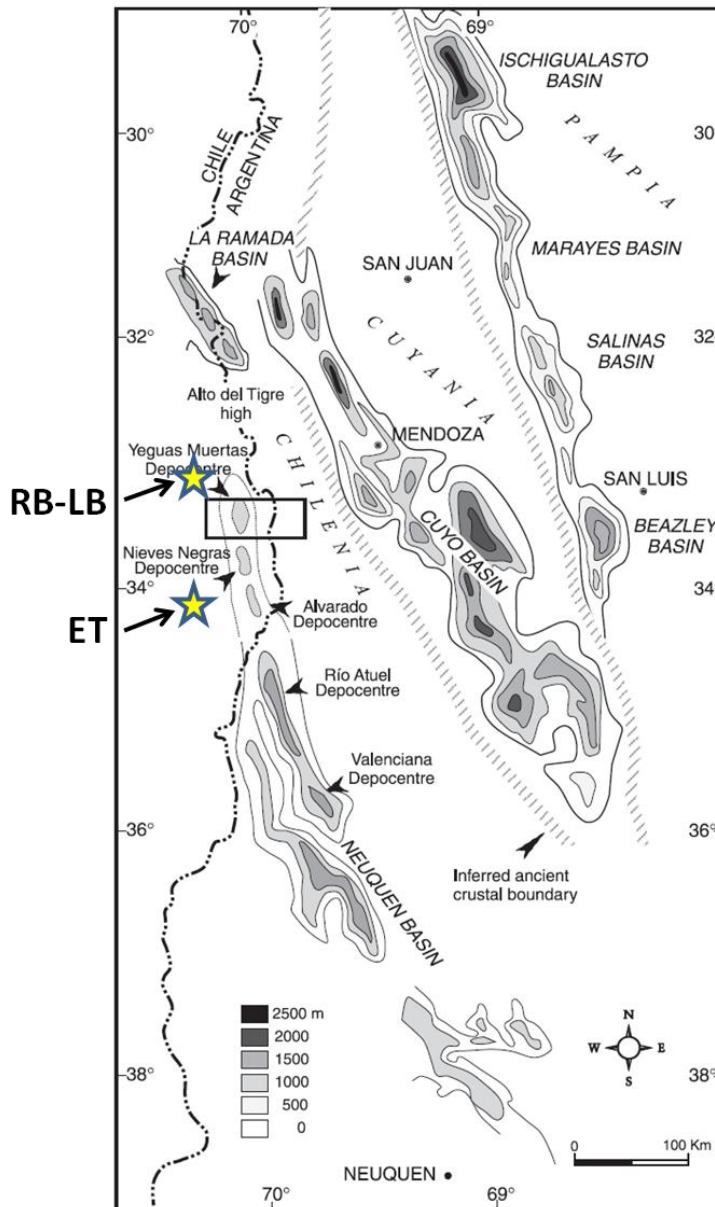 70°
69°
ISCHIGUALASTO
BASIN
PAMPIA
30°
30°
CHILE
ARGENTINA
LA RAMADA
BASIN
SAN JUAN
MARAYES BASIN
CUYANIA
32°
32°
SALINAS
BASIN
Alto del Tigre
high
CHILENIA
MENDOZA
Yeguas Muertas
Depocentre
RB-LB
SAN LUIS
BEAZLEY
BASIN
CUYO BASIN
Nieves Negras
Depocentre
34°
34°
ET
Alvarado
Depocentre
Río Atuel
Depocentre
Valenciana
Depocentre
36°
36°
NEUQUEN BASIN
Inferred ancient
crustal boundary
2500 m
2000
1500
1000
500
0
N
W
E
S
38°
38°
0
100 Km
NEUQUEN
70°
69°